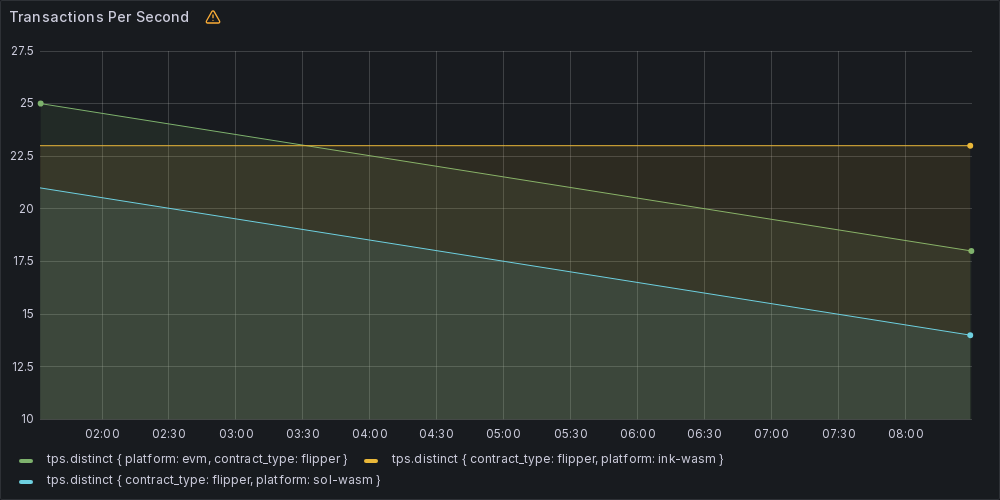 Transactions Per Second
27.5
25
22.5
20
17.5
15
12.5
10
02:00 02:30 03:00 03:30 04:00 04:30 05:00 05:30 06:00 06:30 07:00 07:30 08:00
tps.distinct { platform: evm, contract_type: flipper } tps.distinct { contract_type: flipper, platform: ink-wasm }
tps.distinct { contract_type: flipper, platform: sol-wasm }